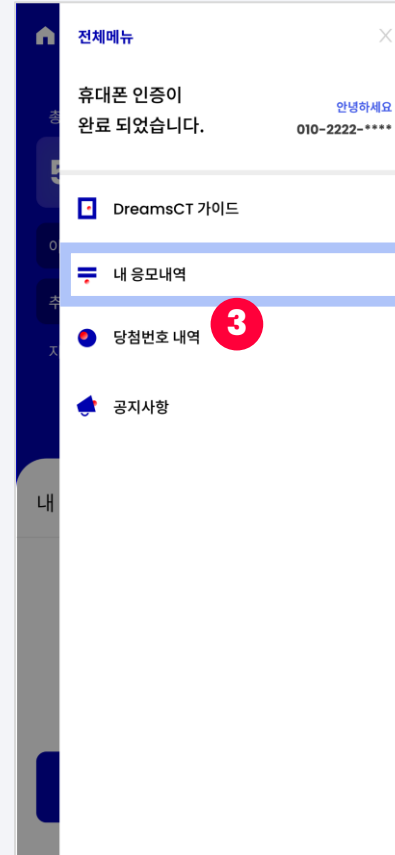 전체메뉴
휴대폰 인증이
완료 되었습니다.
안녕하세요
010-2222-****
DreamsCT 가이드
내 응모내역
3
당첨번호 내역
공지사항
내